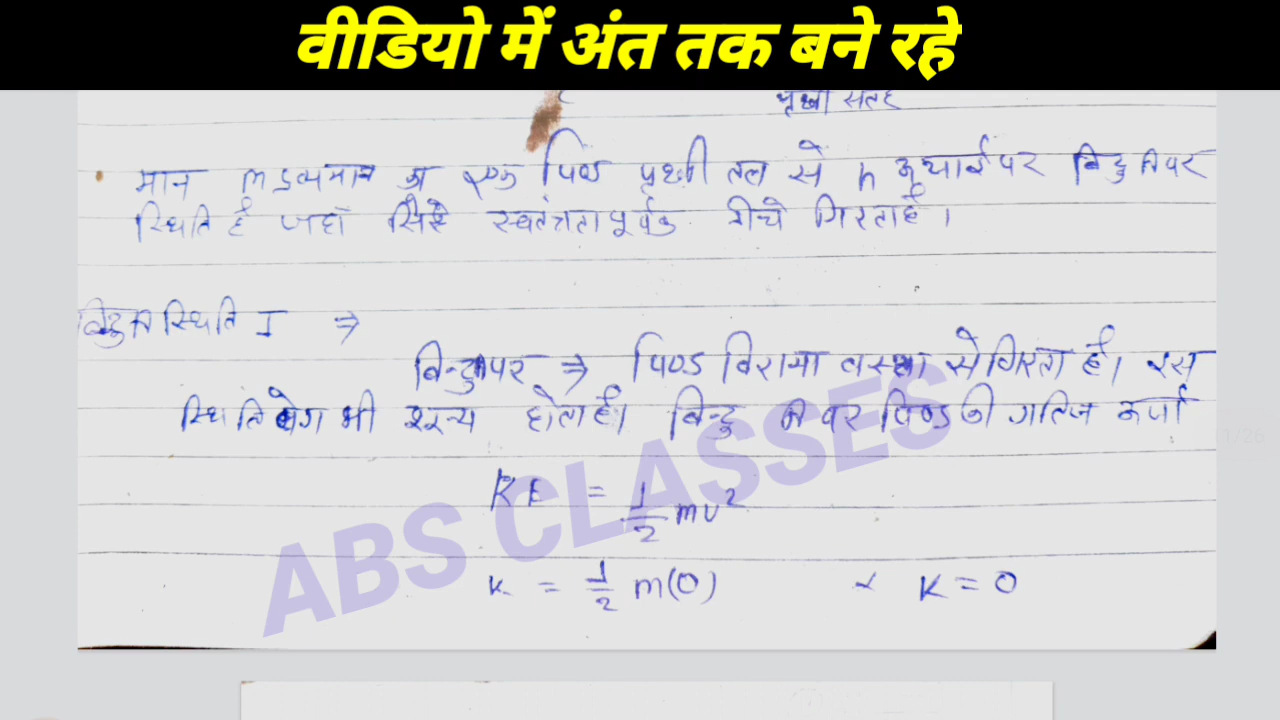 वीडियो में अंत तक बने रहे
पृथ्वी सतह
मान m द्रव्यमान का एक पिण्ड पृथ्वी तल से h ऊचाई पर बिंदु A पर
स्थिति है जहाँ से स्वतंत्रतापूर्वक नीचे गिरता है।
बिंदु A स्थिति I ⇒
बिन्दु A पर ⇒ पिण्ड विरामा वस्था से गिरता है। इस
स्थिति वेग भी शून्य होता है। बिन्दु A पर पिण्ड की गतिज ऊर्जा
KE = 1/2 mv²
K = 1/2 m(0) K = 0
ABS CLASSES